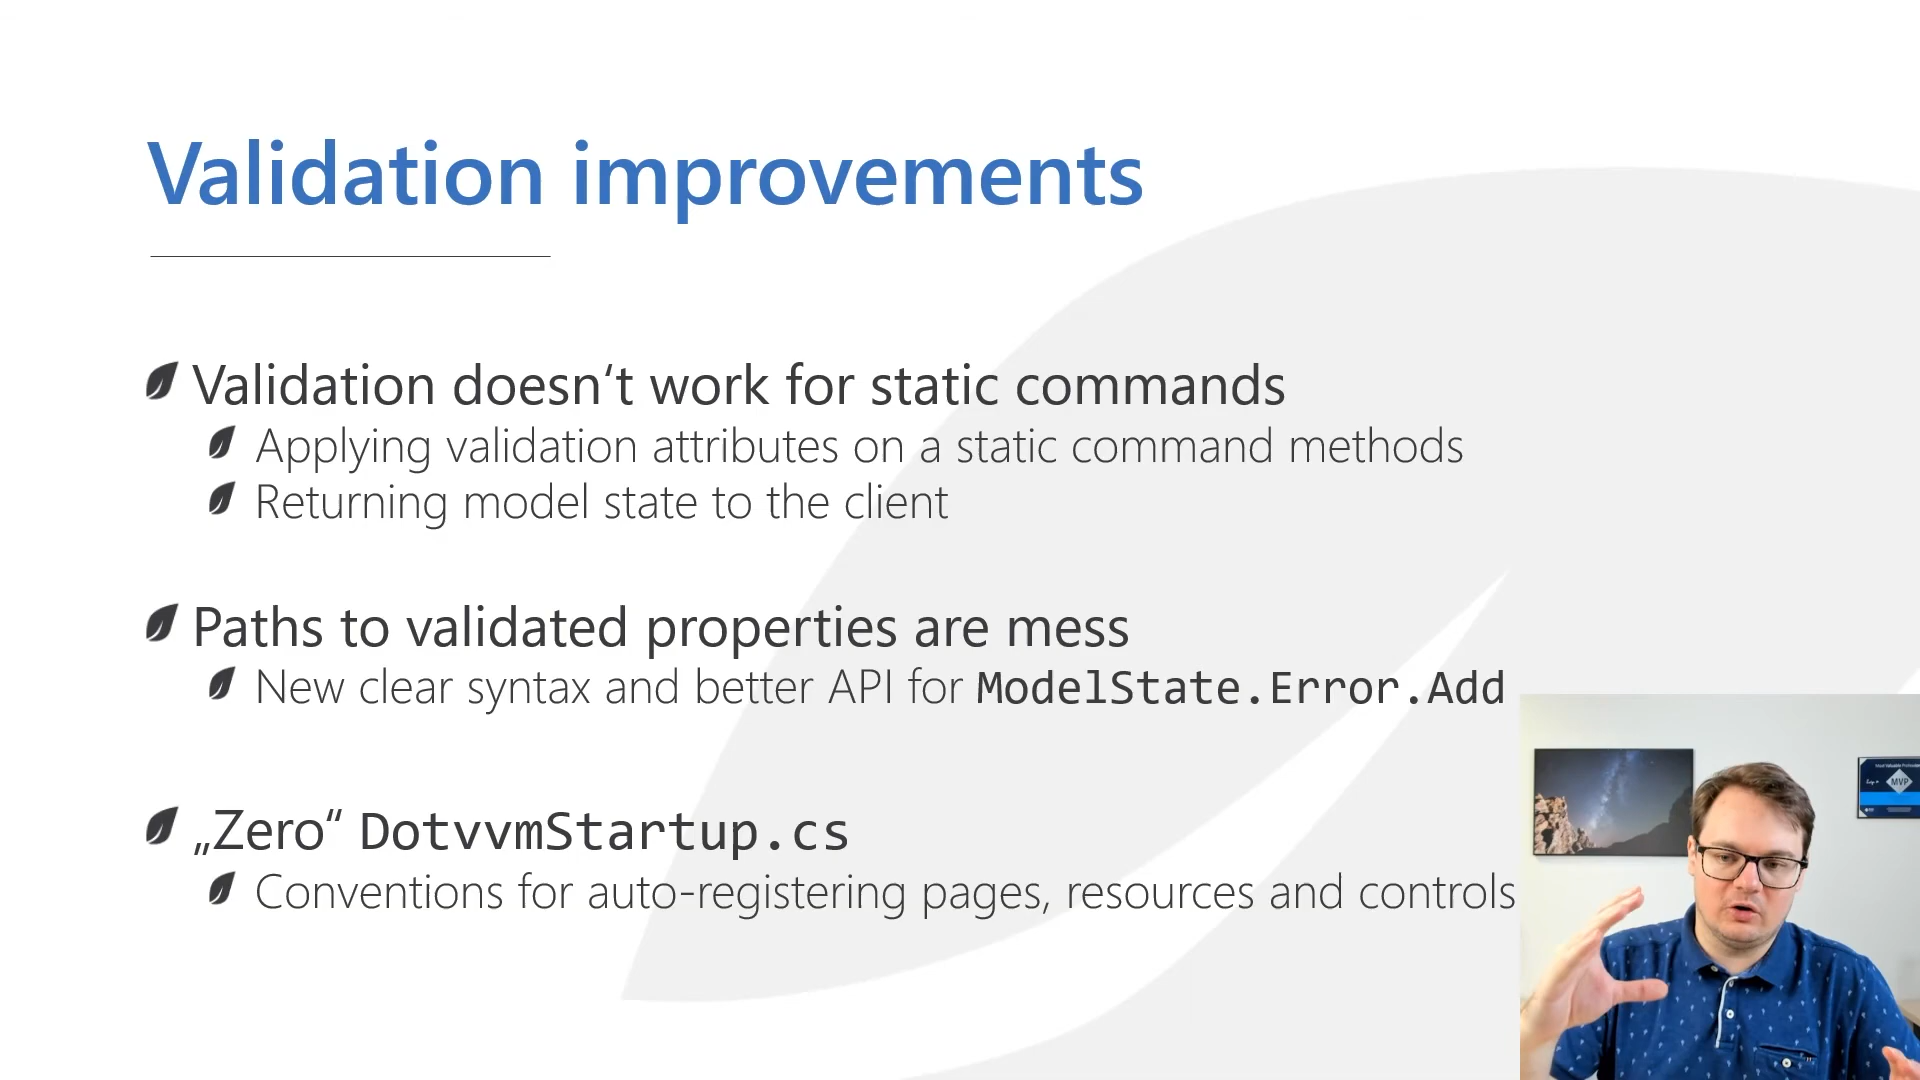 Validation improvements
Validation doesn‘t work for static commands
Applying validation attributes on a static command methods
Returning model state to the client
Paths to validated properties are mess
New clear syntax and better API for ModelState.Error.Add
„Zero“ DotvvmStartup.cs
Conventions for auto-registering pages, resources and controls
MVP